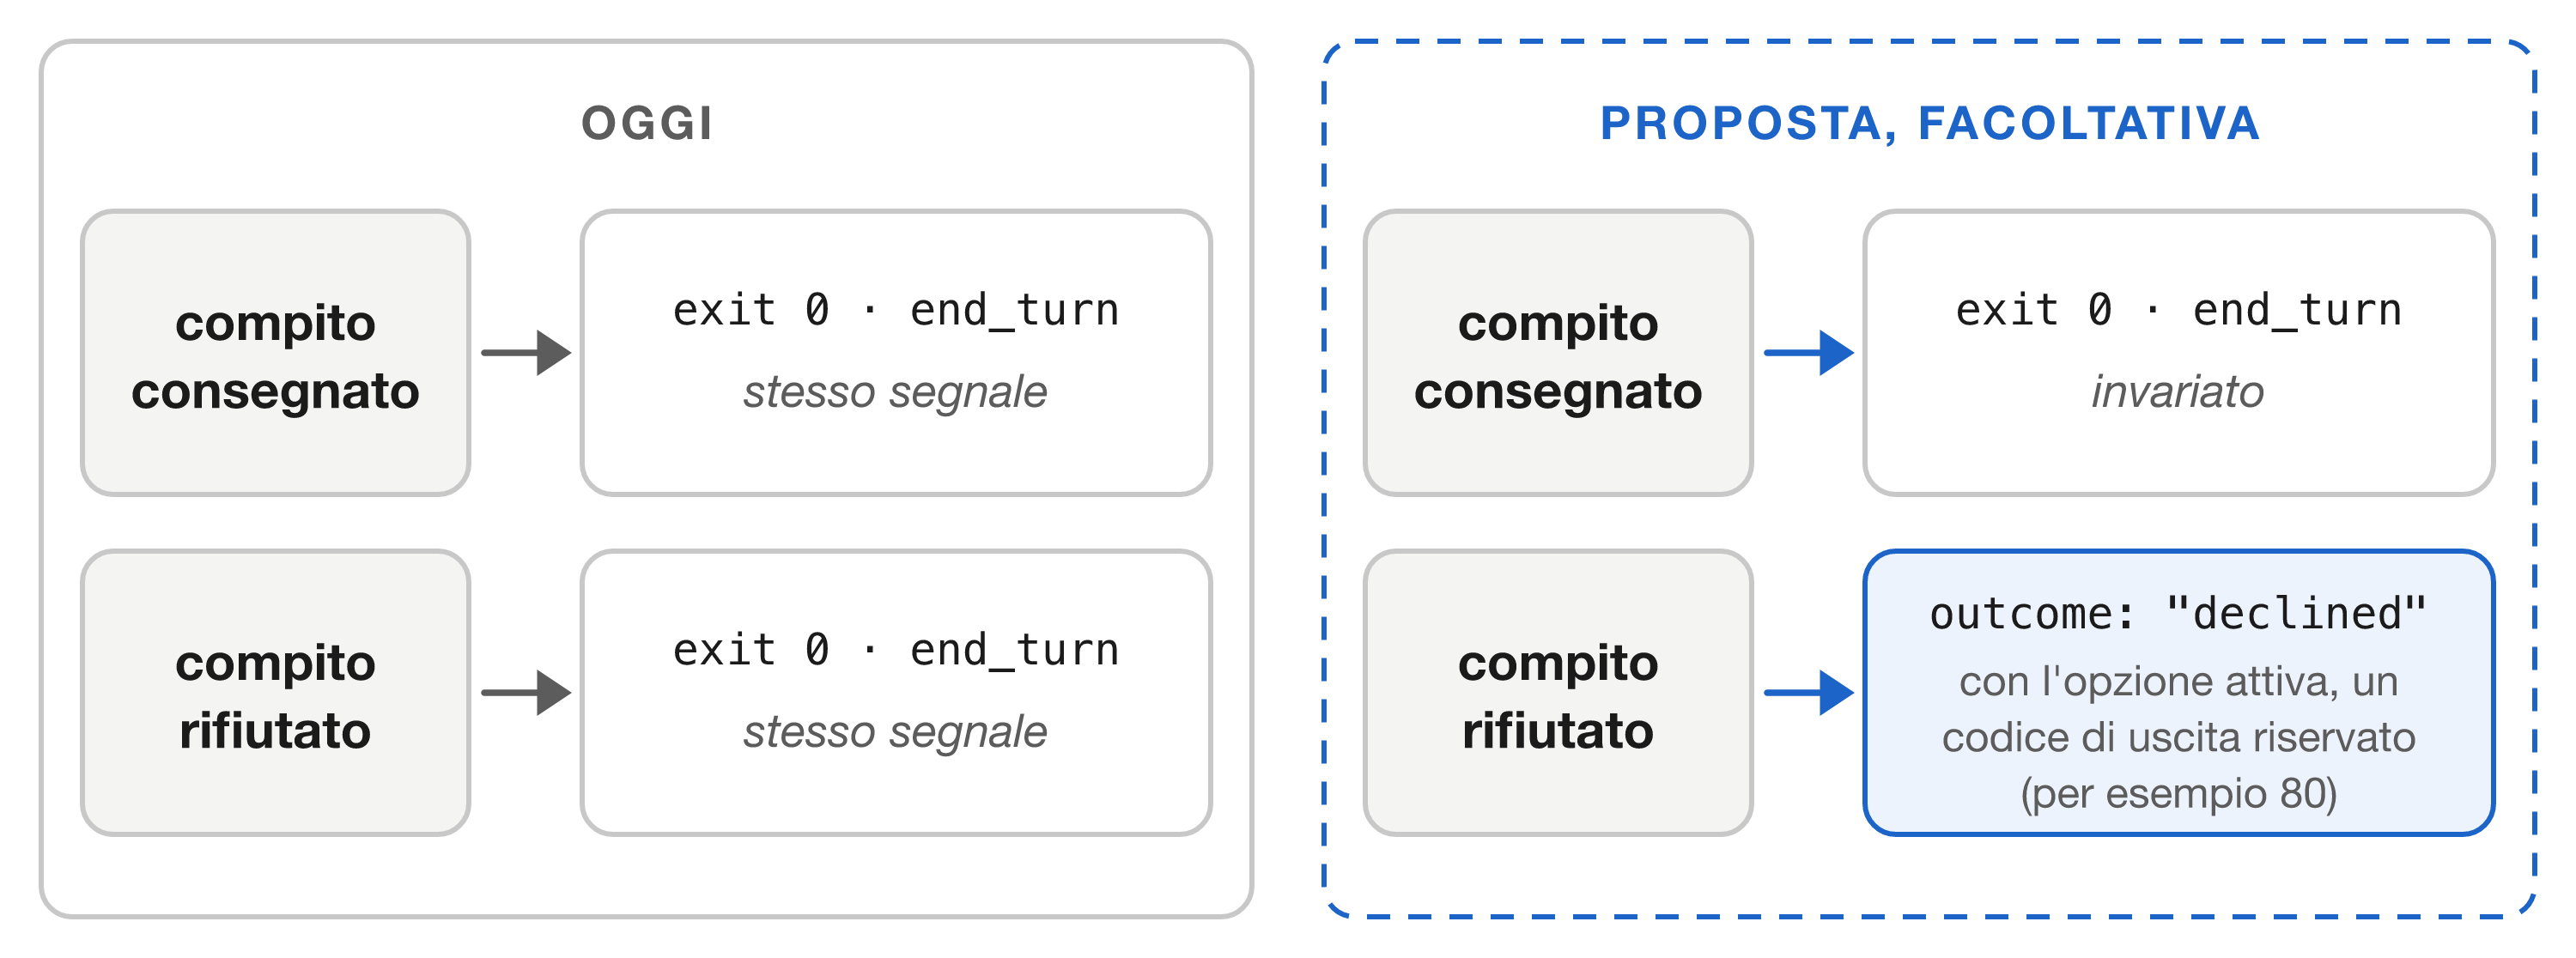 OGGI
compito
consegnato
exit 0 · end_turn
stesso segnale
compito
rifiutato
exit 0 · end_turn
stesso segnale
PROPOSTA, FACOLTATIVA
compito
consegnato
exit 0 · end_turn
invariato
compito
rifiutato
outcome: "declined"
con l'opzione attiva, un
codice di uscita riservato
(per esempio 80)